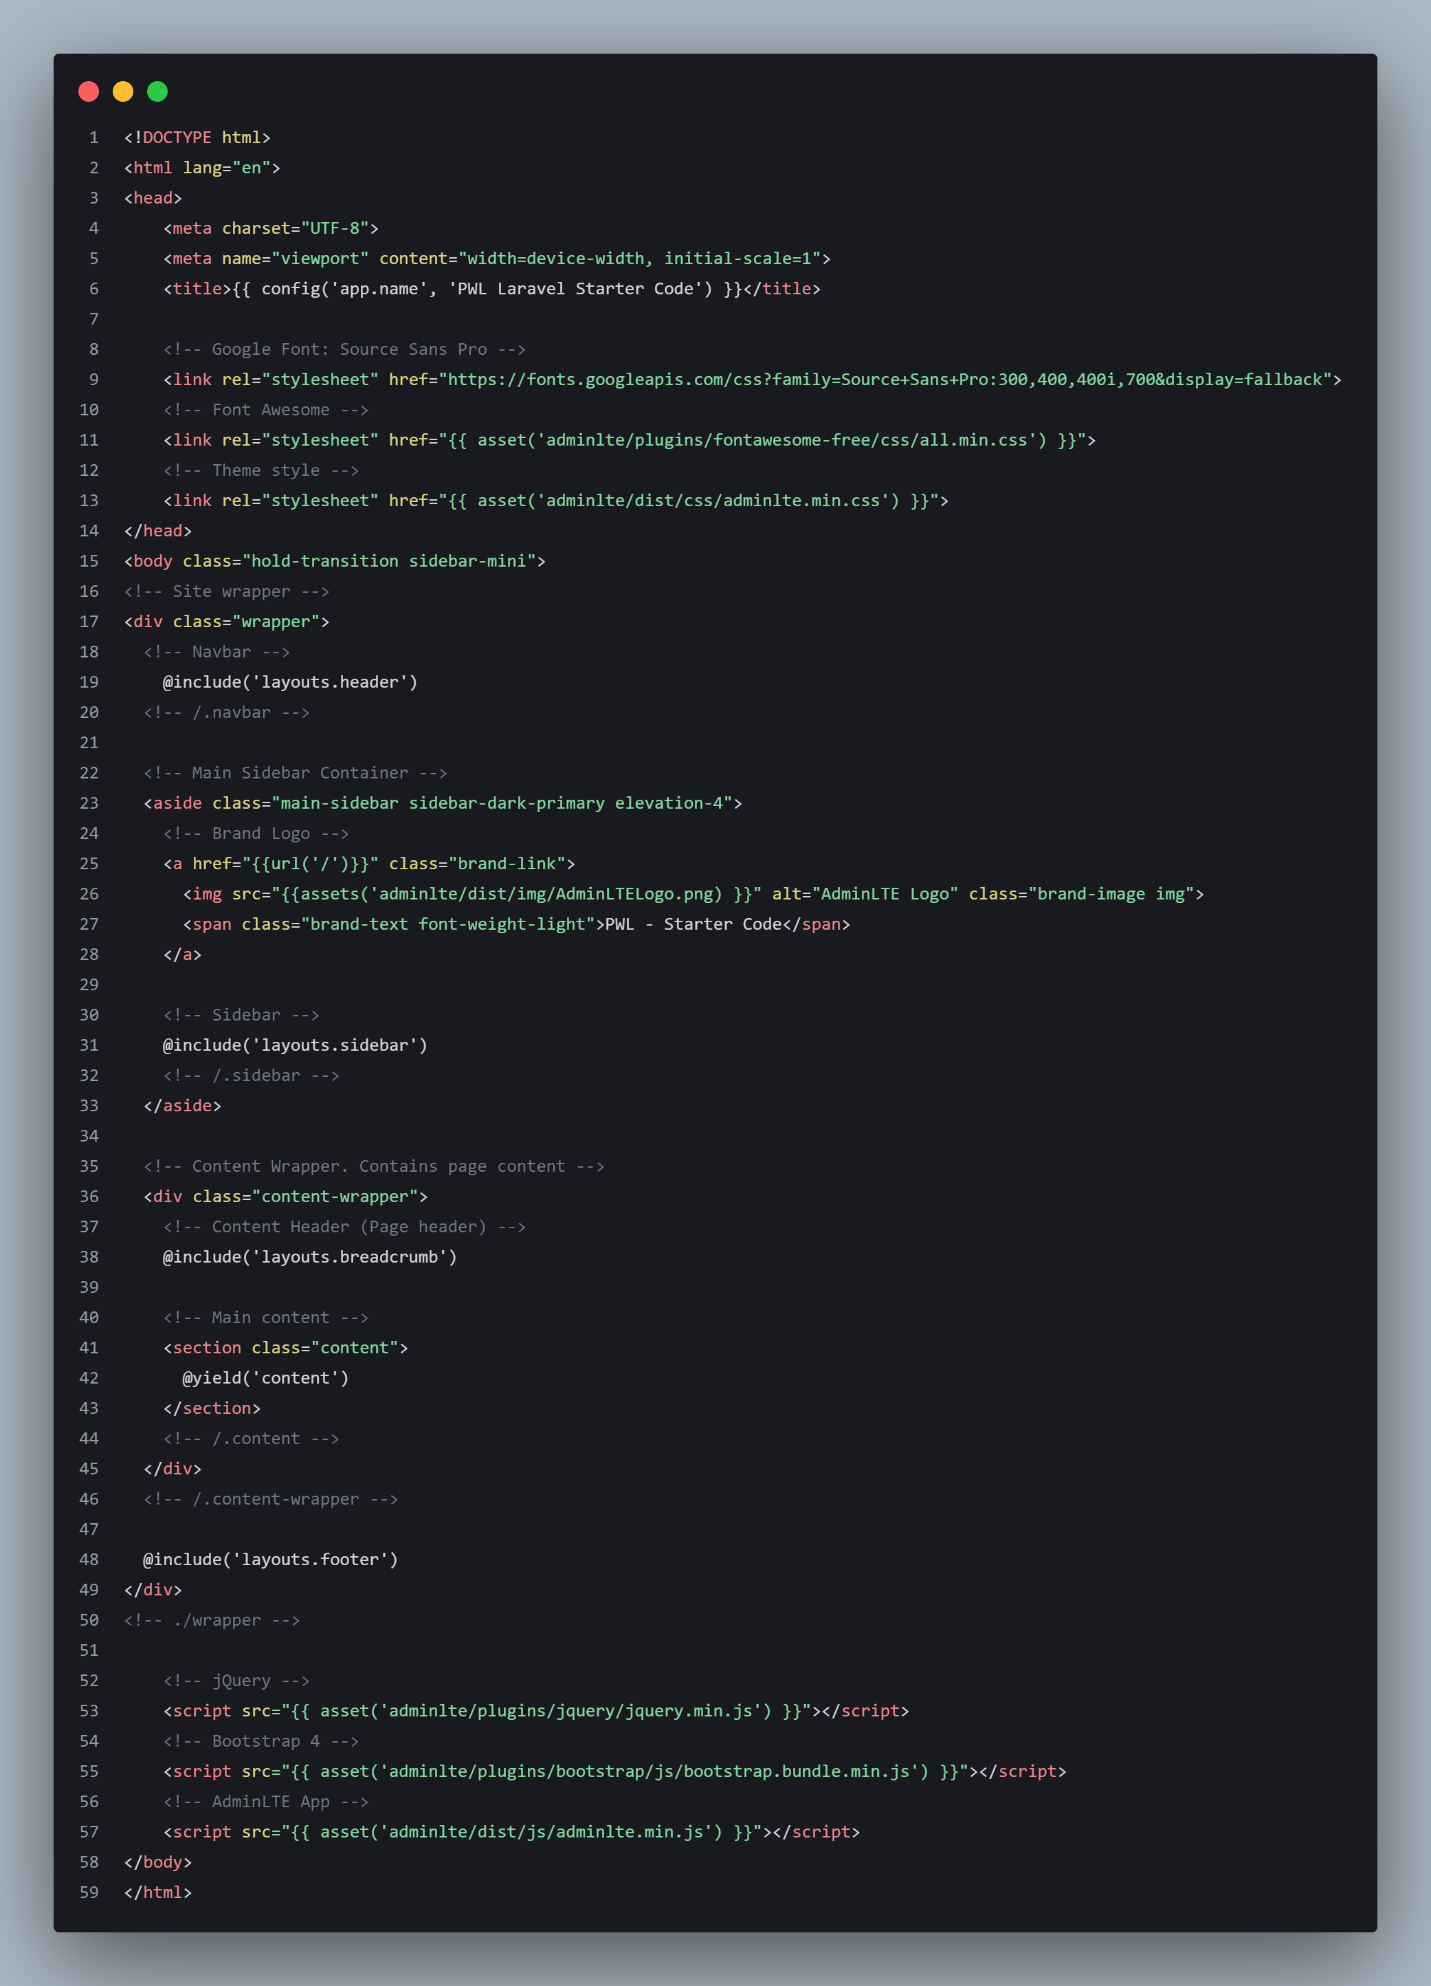 1 <!DOCTYPE html>
2 <html lang="en">
3 <head>
4     <meta charset="UTF-8">
5     <meta name="viewport" content="width=device-width, initial-scale=1">
6     <title>{{ config('app.name', 'PWL Laravel Starter Code') }}</title>
7
8     <!-- Google Font: Source Sans Pro -->
9     <link rel="stylesheet" href="https://fonts.googleapis.com/css?family=Source+Sans+Pro:300,400,400i,700&display=fallback">
10     <!-- Font Awesome -->
11     <link rel="stylesheet" href="{{ asset('adminlte/plugins/fontawesome-free/css/all.min.css') }}">
12     <!-- Theme style -->
13     <link rel="stylesheet" href="{{ asset('adminlte/dist/css/adminlte.min.css') }}">
14 </head>
15 <body class="hold-transition sidebar-mini">
16 <!-- Site wrapper -->
17 <div class="wrapper">
18   <!-- Navbar -->
19     @include('layouts.header')
20   <!-- /.navbar -->
21
22   <!-- Main Sidebar Container -->
23   <aside class="main-sidebar sidebar-dark-primary elevation-4">
24     <!-- Brand Logo -->
25     <a href="{{url('/')}}" class="brand-link">
26       <img src="{{assets('adminlte/dist/img/AdminLTELogo.png) }}" alt="AdminLTE Logo" class="brand-image img">
27       <span class="brand-text font-weight-light">PWL - Starter Code</span>
28     </a>
29
30     <!-- Sidebar -->
31     @include('layouts.sidebar')
32     <!-- /.sidebar -->
33   </aside>
34
35   <!-- Content Wrapper. Contains page content -->
36   <div class="content-wrapper">
37     <!-- Content Header (Page header) -->
38     @include('layouts.breadcrumb')
39
40     <!-- Main content -->
41     <section class="content">
42       @yield('content')
43     </section>
44     <!-- /.content -->
45   </div>
46   <!-- /.content-wrapper -->
47
48   @include('layouts.footer')
49 </div>
50 <!-- ./wrapper -->
51
52     <!-- jQuery -->
53     <script src="{{ asset('adminlte/plugins/jquery/jquery.min.js') }}"></script>
54     <!-- Bootstrap 4 -->
55     <script src="{{ asset('adminlte/plugins/bootstrap/js/bootstrap.bundle.min.js') }}"></script>
56     <!-- AdminLTE App -->
57     <script src="{{ asset('adminlte/dist/js/adminlte.min.js') }}"></script>
58 </body>
59 </html>